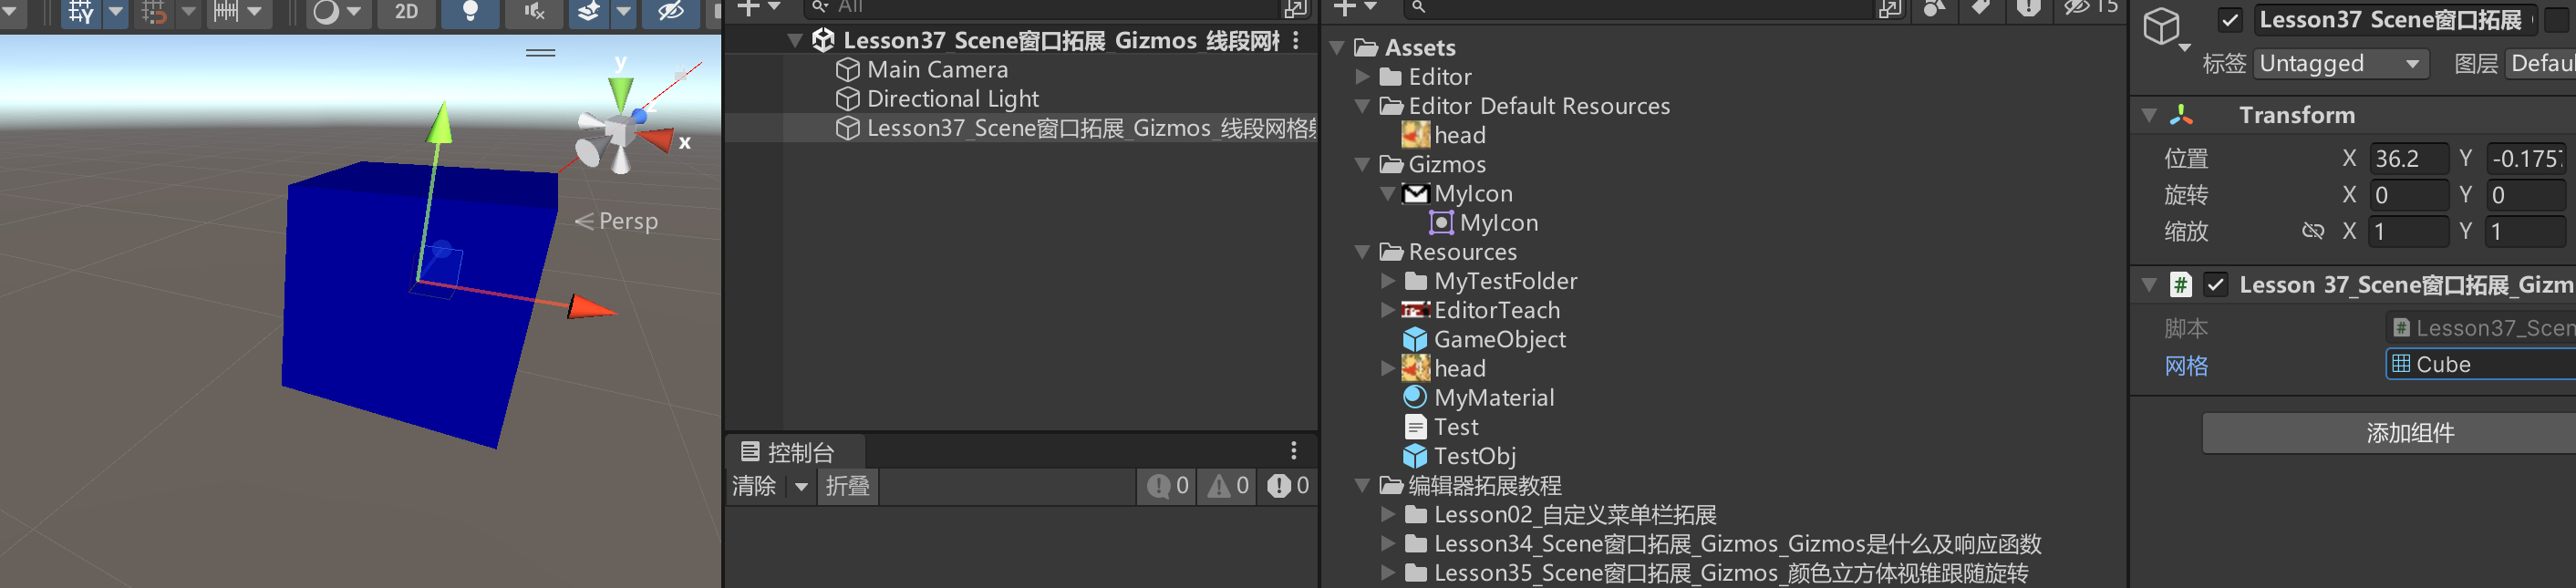 2D
y
x
z
Persp
All
Lesson37_Scene窗口拓展_Gizmos_线段网格
Main Camera
Directional Light
Lesson37_Scene窗口拓展_Gizmos_线段网格射
控制台
清除
折叠
0
0
0
15
Assets
Editor
Editor Default Resources
head
Gizmos
MyIcon
MyIcon
Resources
MyTestFolder
EditorTeach
GameObject
head
MyMaterial
Test
TestObj
编辑器拓展教程
Lesson02_自定义菜单栏拓展
Lesson34_Scene窗口拓展_Gizmos_Gizmos是什么及响应函数
Lesson35_Scene窗口拓展_Gizmos_颜色立方体视锥跟随旋转
Lesson37 Scene窗口拓展
标签 Untagged 图层 Defau
Transform
位置 X 36.2 Y -0.175
旋转 X 0 Y 0
缩放 X 1 Y 1
# Lesson 37_Scene窗口拓展_Gizm
脚本 # Lesson37_Scen
网格 Cube
添加组件